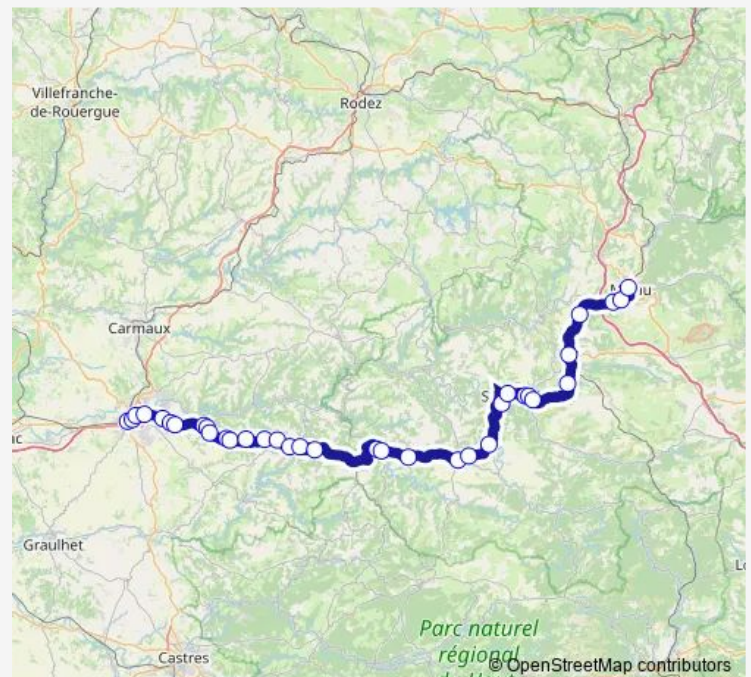 Villefranche-
de-Rouergue
Rodez
Carmaux
Graulhet
Castres
Parc naturel
régional
© OpenStreetMap contributors